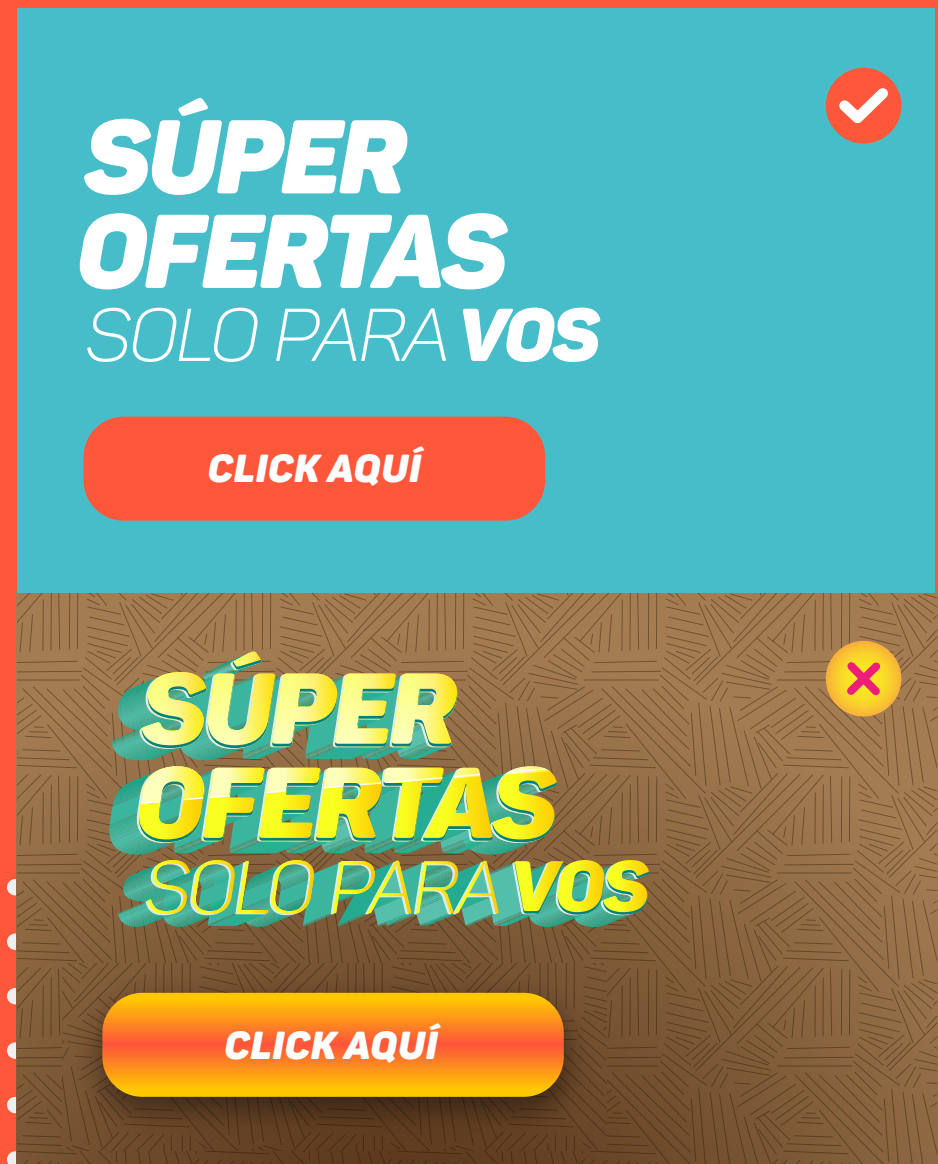 SÚPER
OFERTAS
SOLO PARA VOS
CLICK AQUÍ
SÚPER
OFERTAS
SOLO PARA VOS
CLICK AQUÍ